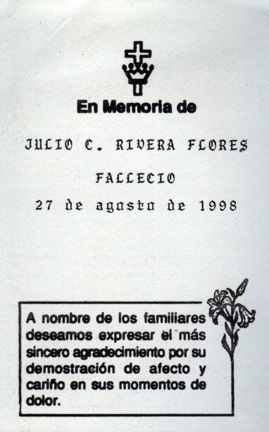 En Memoria de
JULIO C. RIVERA FLORES
FALLECIO
27 de agosto de 1998
A nombre de los familiares
deseamos expresar el más
sincero agradecimiento por su
demostración de afecto y
cariño en sus momentos de
dolor.